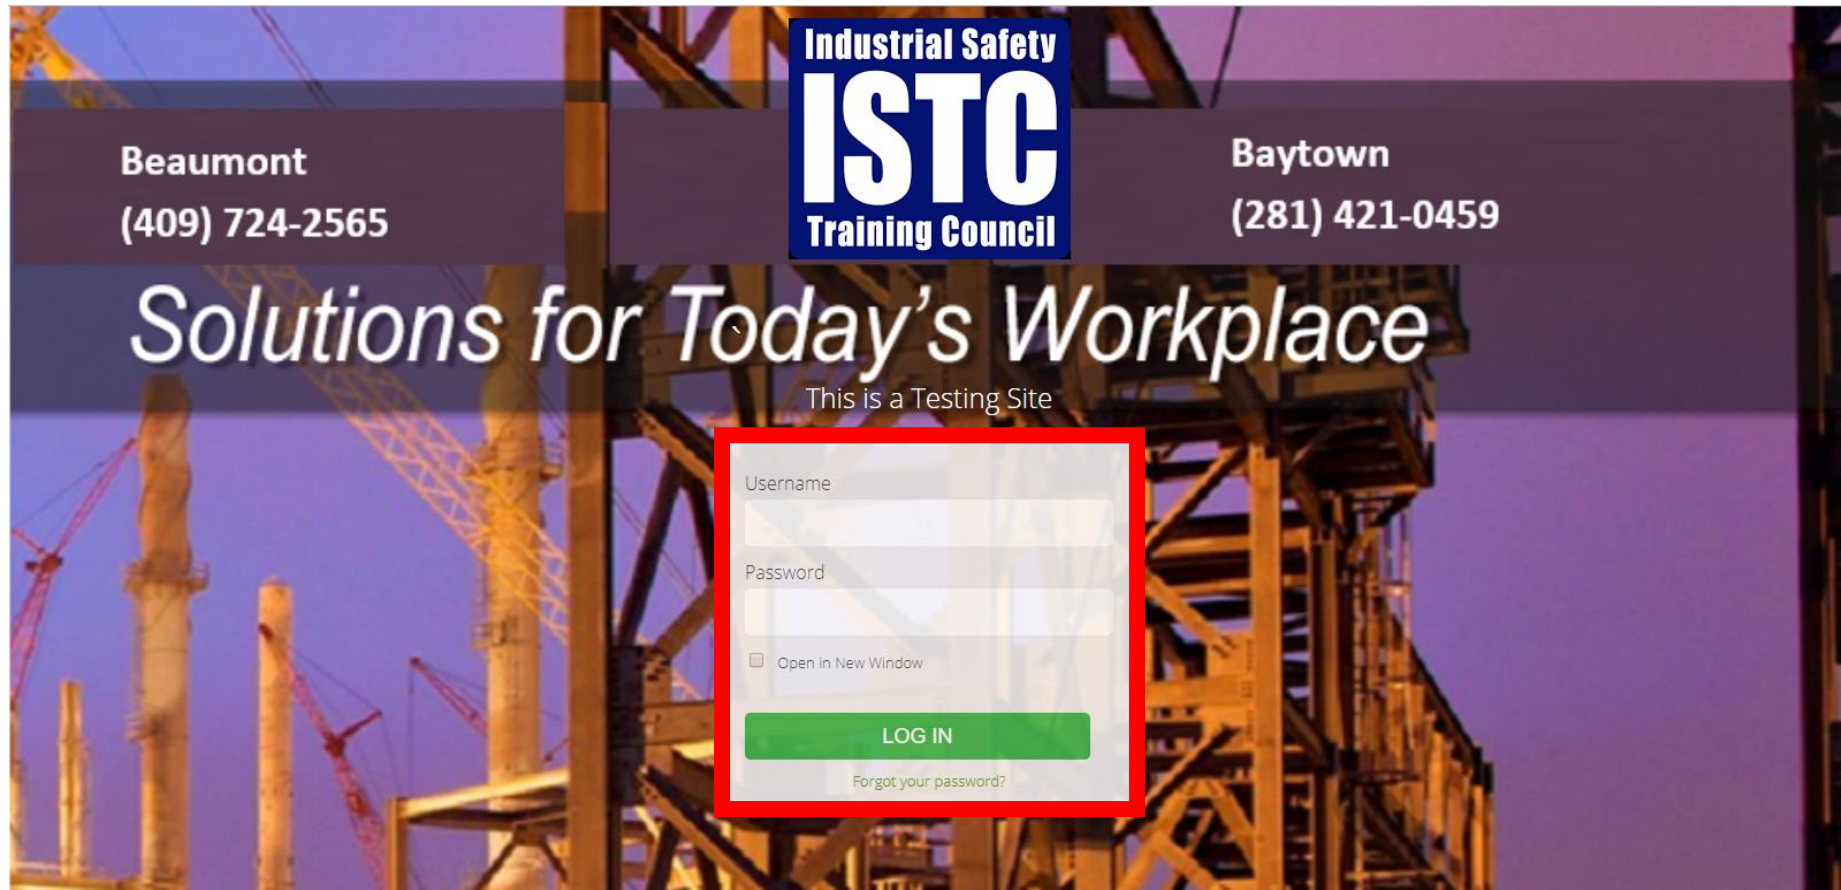 Industrial Safety
ISTC
Training Council
Beaumont
(409) 724-2565
Baytown
(281) 421-0459
Solutions for Today's Workplace
`
This is a Testing Site
Username
Password
Open in New Window
LOG IN
Forgot your password?